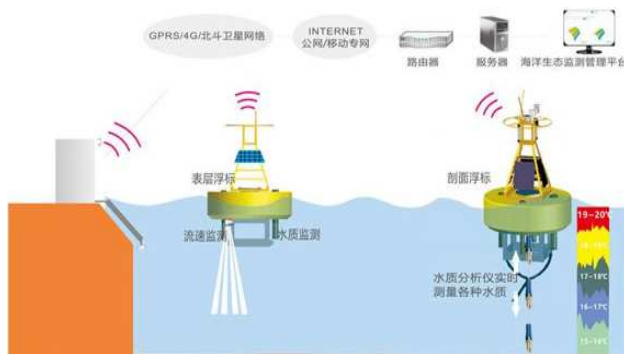 GPRS/4G/北斗卫星网络
INTERNET
公网/移动专网
路由器
服务器
海洋生态监测管理平台
表层浮标
剖面浮标
流速监测
水质监测
水质分析仪实时
测量各种水质
19-20℃
18-19℃
17-18℃
16-17℃
15-16℃